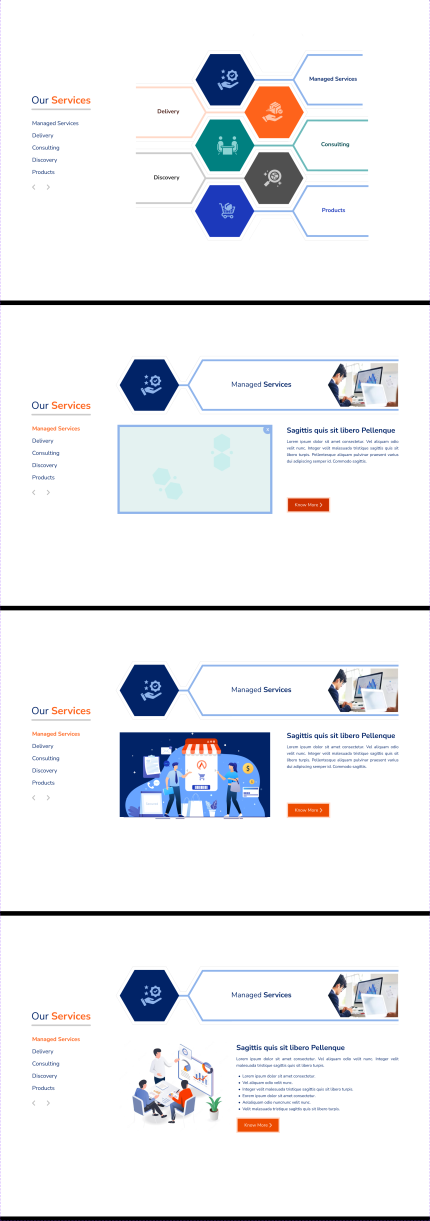 Our Services
Managed Services
Delivery
Consulting
Discovery
Products
Managed Services
Delivery
Consulting
Discovery
Products
Our Services
Managed Services
Delivery
Consulting
Discovery
Products
Managed Services
Sagittis quis sit libero Pellenque
Lorem ipsum dolor sit amet consectetur. Vel aliquam odio
velit nunc. Integer velit malesuada tristique sagittis quis sit
libero turpis. Pellentesque aliquam pulvinar praesent varius
dui adipiscing semper id. Commodo sagittis.
Know More
Our Services
Managed Services
Delivery
Consulting
Discovery
Products
Managed Services
Sagittis quis sit libero Pellenque
Lorem ipsum dolor sit amet consectetur. Vel aliquam odio
velit nunc. Integer velit malesuada tristique sagittis quis sit
libero turpis. Pellentesque aliquam pulvinar praesent varius
dui adipiscing semper id. Commodo sagittis.
Know More
Our Services
Managed Services
Delivery
Consulting
Discovery
Products
Managed Services
Sagittis quis sit libero Pellenque
Lorem ipsum dolor sit amet consectetur. Vel aliquam odio velit nunc. Integer velit
malesuada tristique sagittis quis sit libero turpis.
Lorem ipsum dolor sit amet consectetur.
Vel aliquam odio velit nunc.
Integer velit malesuada tristique sagittis quis sit libero turpis.
Lorem ipsum dolor sit amet consectetur.
velit nunc.
Velit malesuada tristique sagittis quis sit libero turpis.
Know More